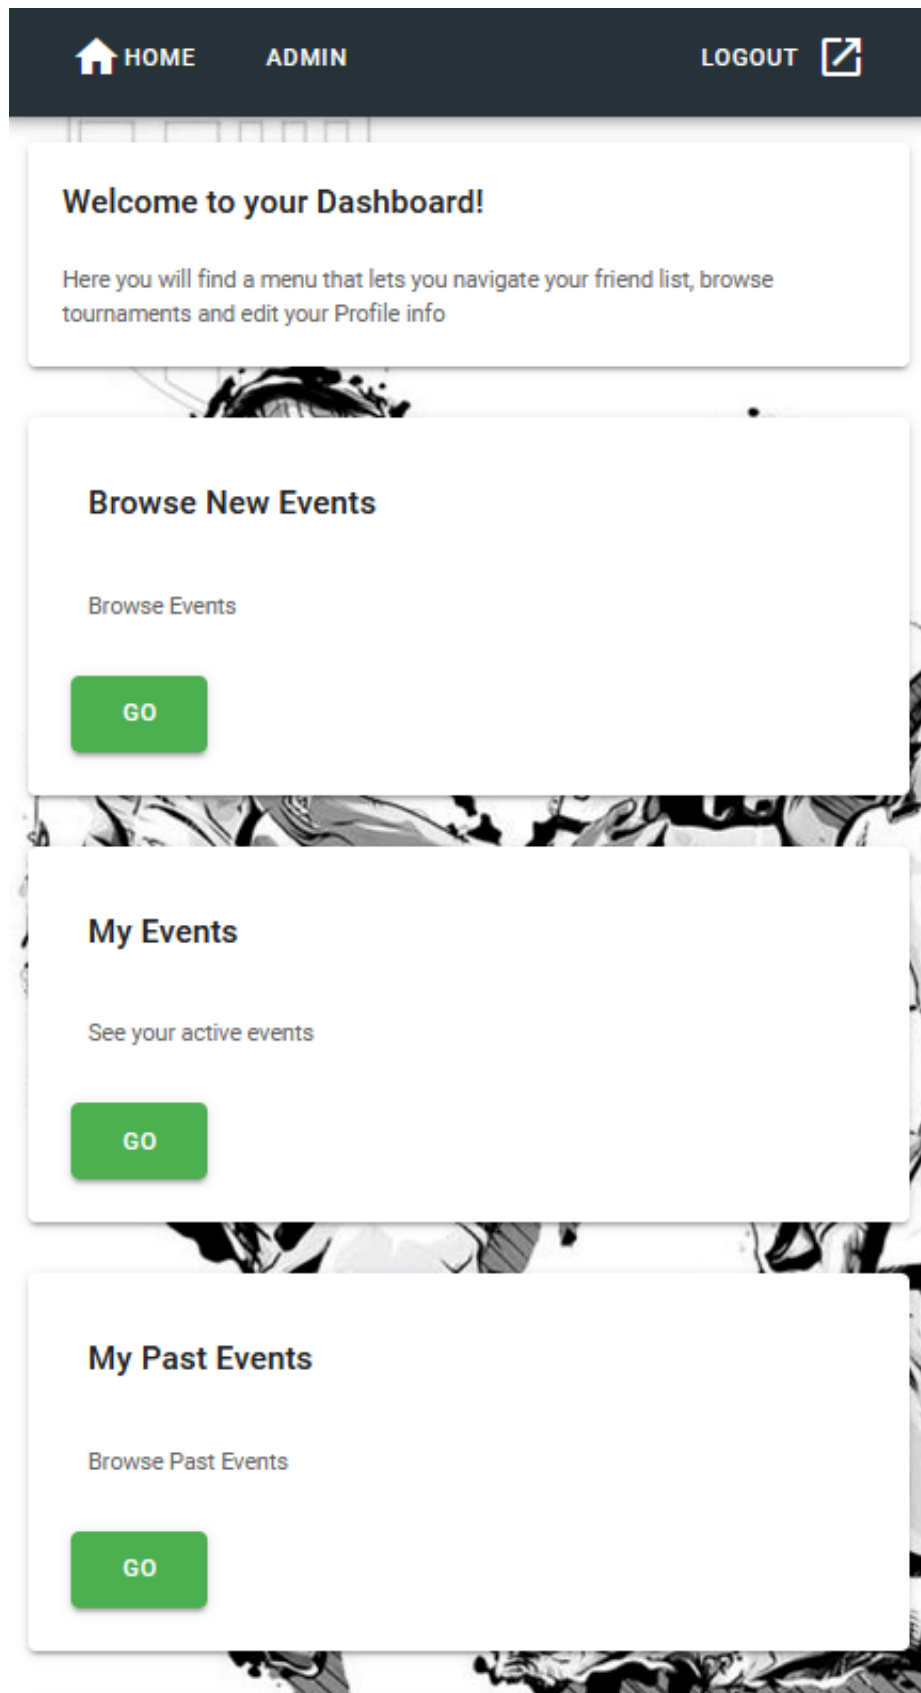 HOME ADMIN LOGOUT
Welcome to your Dashboard!
Here you will find a menu that lets you navigate your friend list, browse
tournaments and edit your Profile info
Browse New Events
Browse Events
GO
My Events
See your active events
GO
My Past Events
Browse Past Events
GO